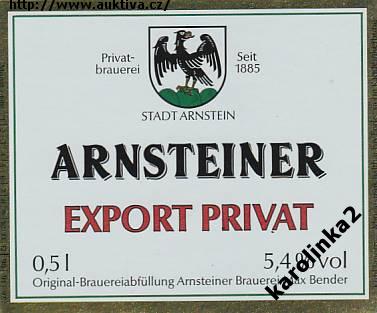 http://www.auktiva.cz/
Privat- Seit
brauerei 1885
STADT ARNSTEIN
ARNSTEINER
EXPORT PRIVAT
0,5 l 5,4 % vol
Original-Brauereiabfüllung Arnsteiner Brauerei Max Bender
karolinka2